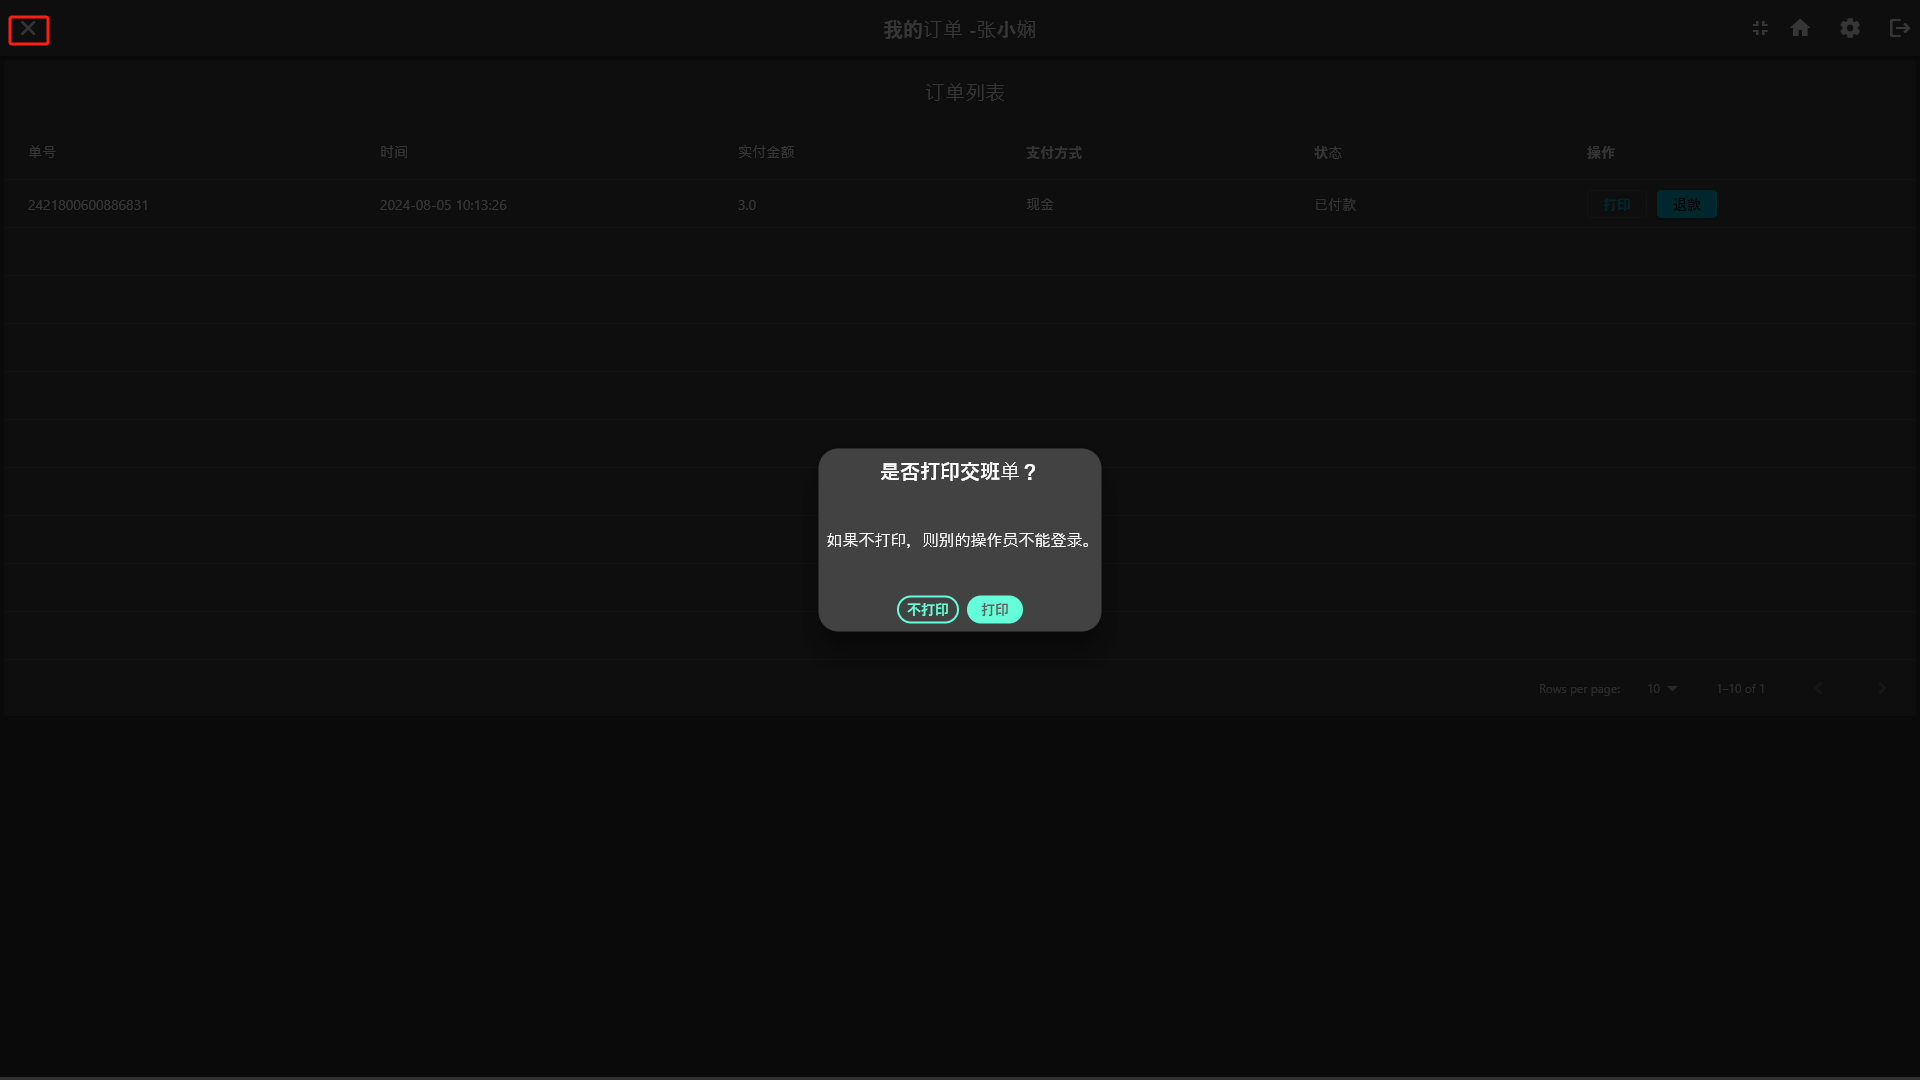 我的订单 -张小娴
订单列表
单号 时间 实付金额 支付方式 状态 操作
2421800600886831 2024-08-05 10:13:26 3.0 现金 已付款 打印 退款
是否打印交班单？
如果不打印，则别的操作员不能登录。
不打印 打印
Rows per page: 10 1–10 of 1